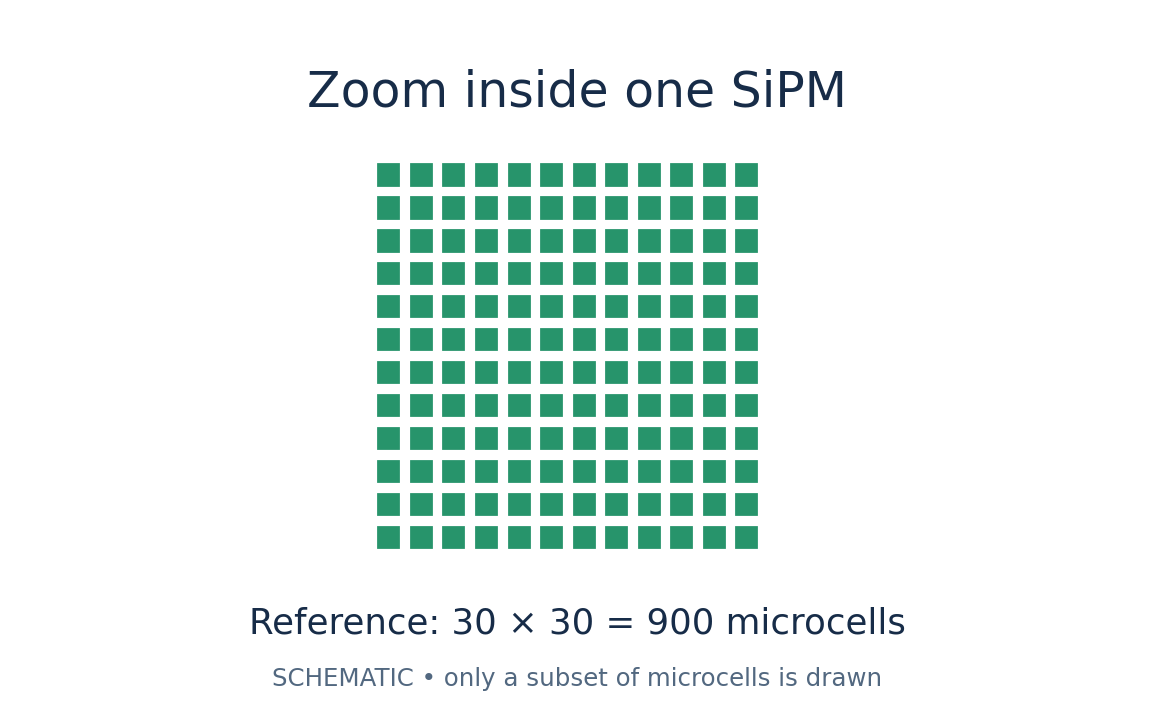 Zoom inside one SiPM
Reference: 30 × 30 = 900 microcells
SCHEMATIC • only a subset of microcells is drawn